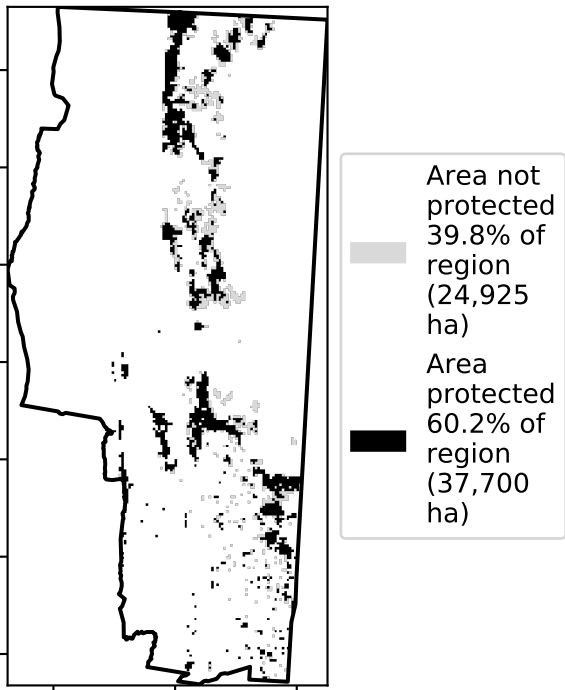 Area not
protected
39.8% of
region
(24,925
ha)
Area
protected
60.2% of
region
(37,700
ha)